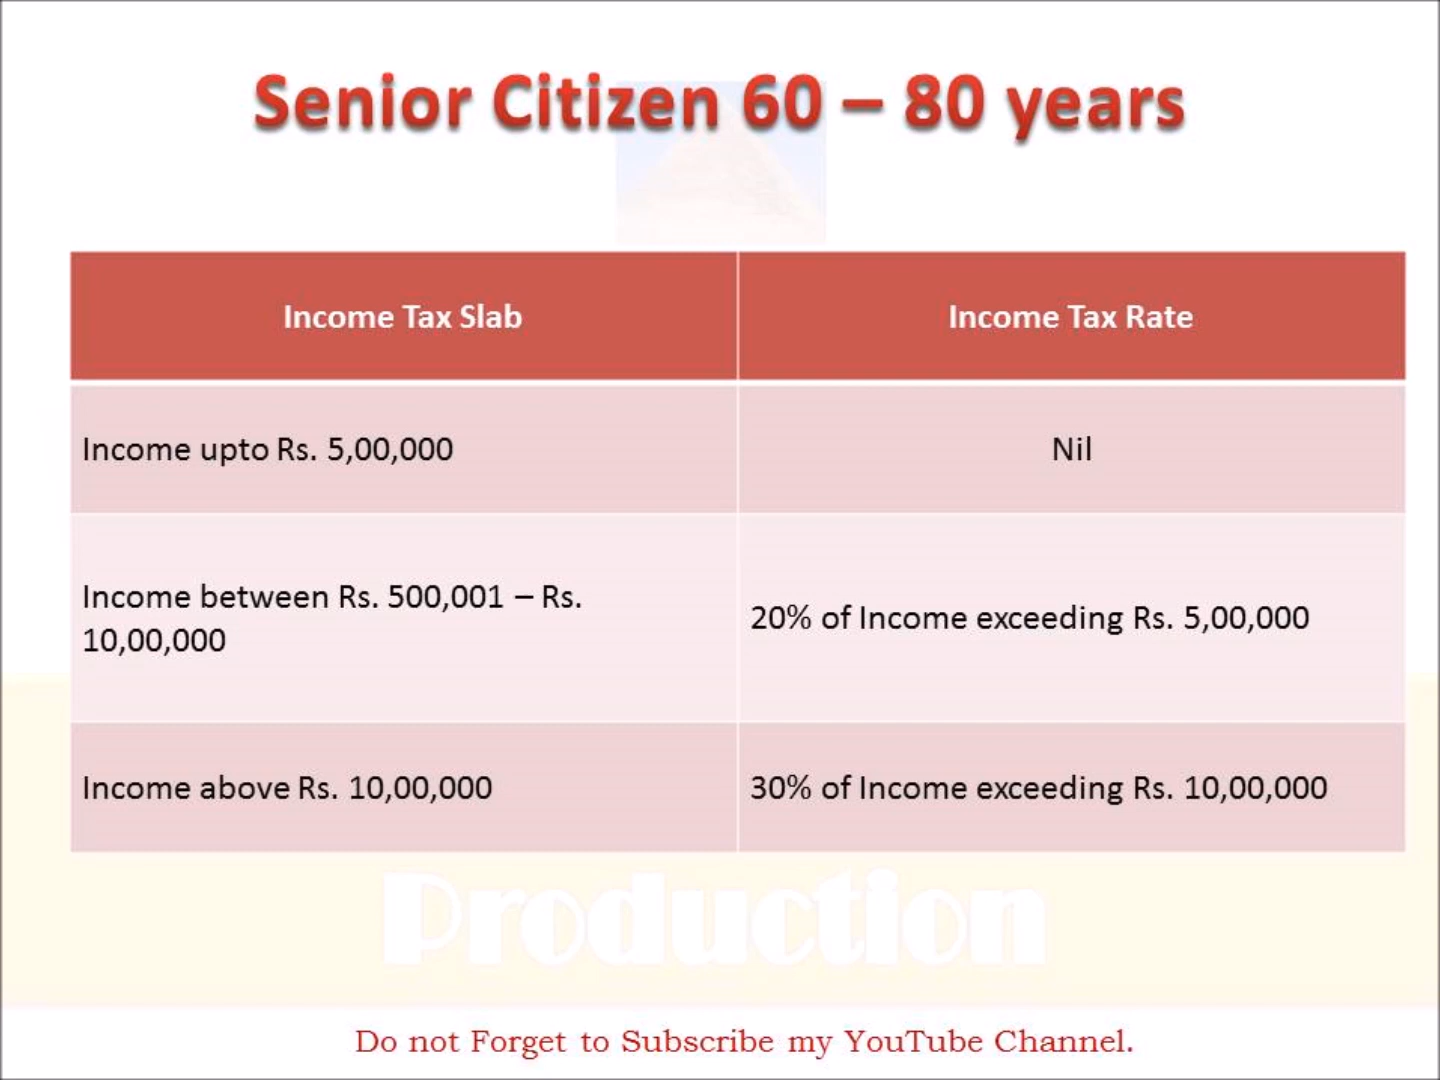 Senior Citizen 60 – 80 years
Income Tax Slab
Income Tax Rate
Income upto Rs. 5,00,000
Nil
Income between Rs. 500,001 – Rs.
10,00,000
20% of Income exceeding Rs. 5,00,000
Income above Rs. 10,00,000
30% of Income exceeding Rs. 10,00,000
Production
Do not Forget to Subscribe my YouTube Channel.